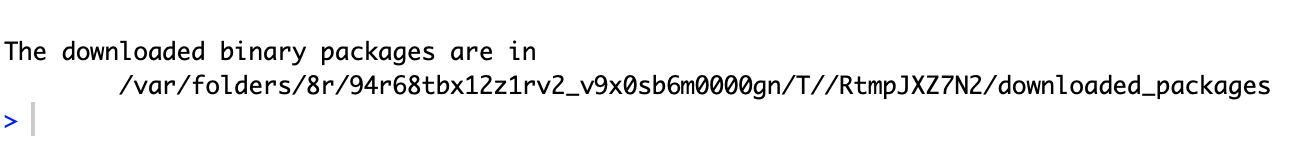 The downloaded binary packages are in
/var/folders/8r/94r68tbx12z1rv2_v9x0sb6m0000gn/T//RtmpJXZ7N2/downloaded_packages
>